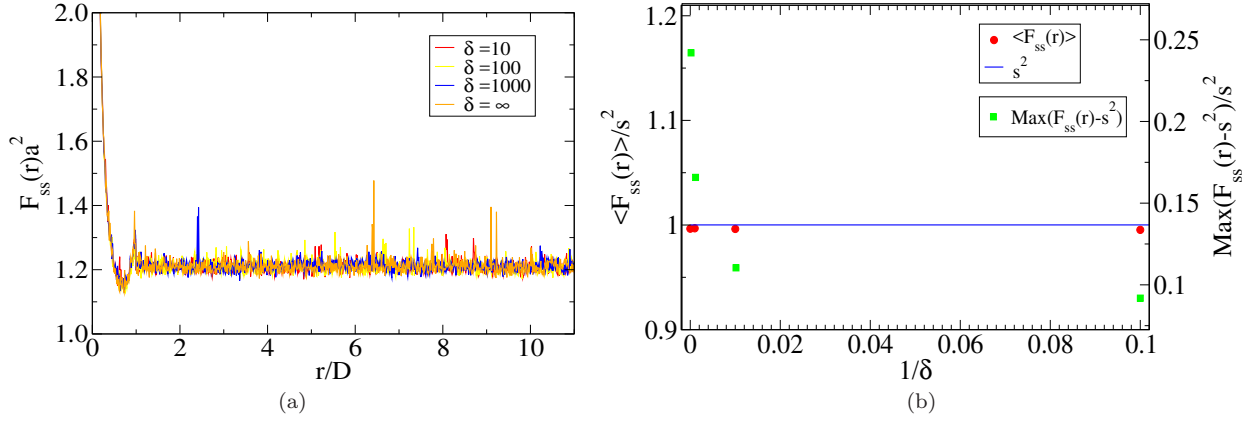 2.0
1.8
1.6
1.4
1.2
1.0
F_ss(r)a^2
δ =10
δ =100
δ =1000
δ = ∞
0 2 4 6 8 10
r/D
(a)
1.2
1.1
1
0.9
<F_ss(r)>/s^2
<F_ss(r)>
s^2
Max(F_ss(r)-s^2)
0.25
0.2
0.15
0.1
Max(F_ss(r)-s^2)/s^2
0 0.02 0.04 0.06 0.08 0.1
1/δ
(b)